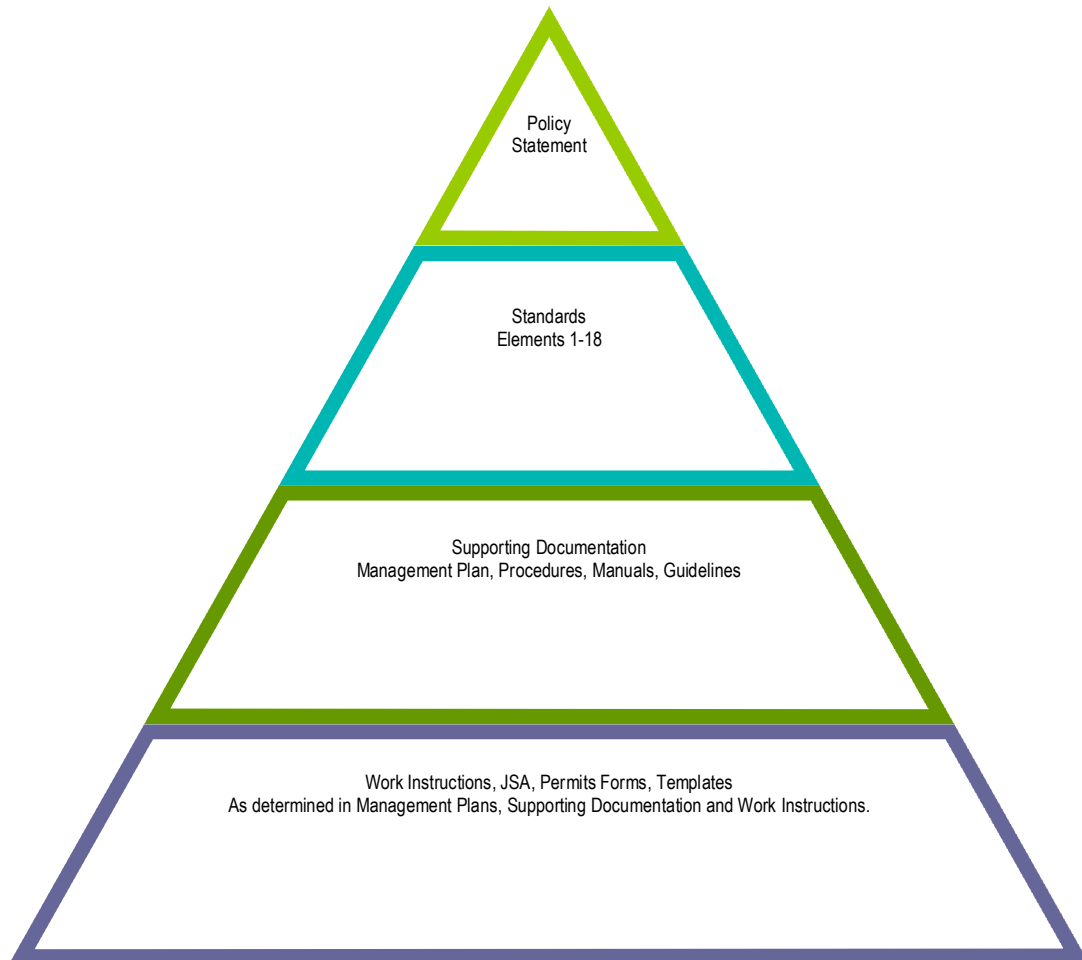 Policy
Statement
Standards
Elements 1-18
Supporting Documentation
Management Plan, Procedures, Manuals, Guidelines
Work Instructions, JSA, Permits Forms, Templates
As determined in Management Plans, Supporting Documentation and Work Instructions.